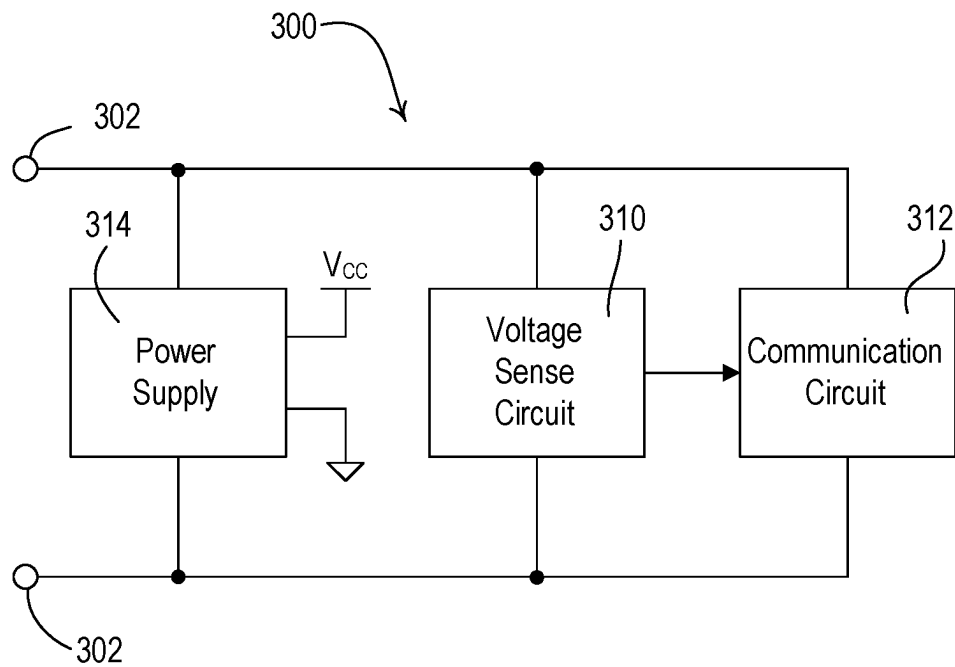 300
302
314
310
312
VCC
Power
Supply
Voltage
Sense
Circuit
Communication
Circuit
302